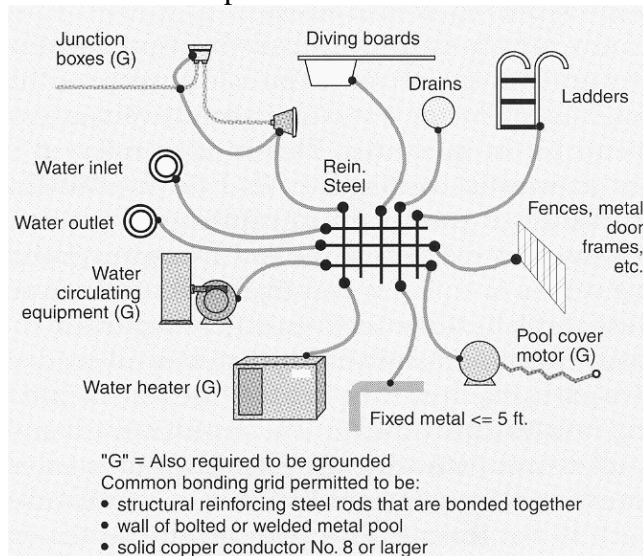 Junction
boxes (G)
Diving boards
Drains
Ladders
Water inlet
Rein.
Steel
Water outlet
Fences, metal
door
frames,
etc.
Water
circulating
equipment (G)
Pool cover
motor (G)
Water heater (G)
Fixed metal <= 5 ft.
"G" = Also required to be grounded
Common bonding grid permitted to be:
• structural reinforcing steel rods that are bonded together
• wall of bolted or welded metal pool
• solid copper conductor No. 8 or larger